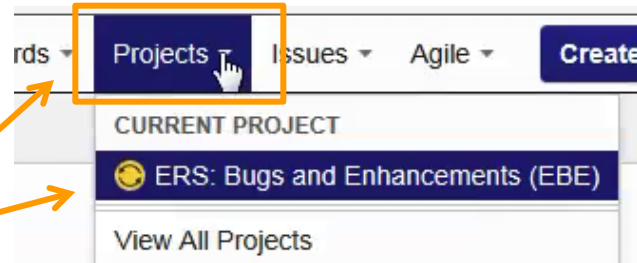 rds Projects Issues Agile Create
CURRENT PROJECT
ERS: Bugs and Enhancements (EBE)
View All Projects